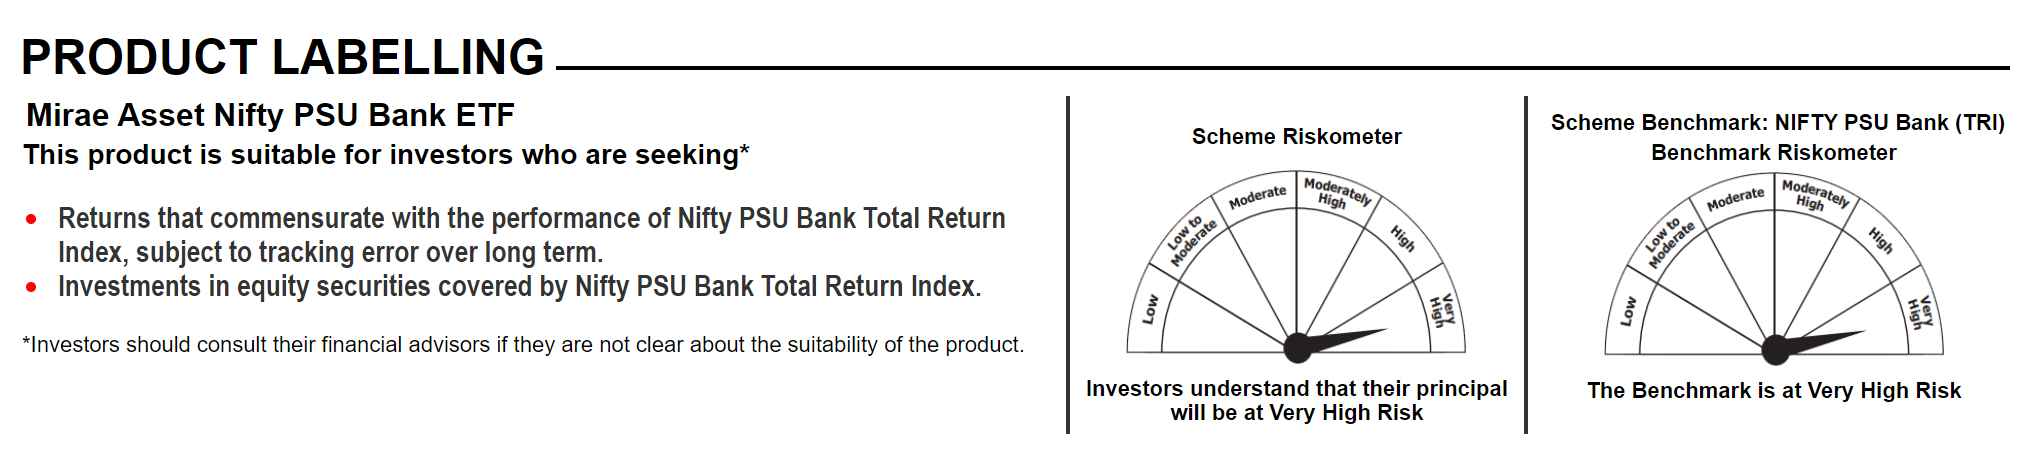 PRODUCT LABELLING
Mirae Asset Nifty PSU Bank ETF
This product is suitable for investors who are seeking*
Returns that commensurate with the performance of Nifty PSU Bank Total Return
Index, subject to tracking error over long term.
Investments in equity securities covered by Nifty PSU Bank Total Return Index.
*Investors should consult their financial advisors if they are not clear about the suitability of the product.
Scheme Riskometer
Low
Low to
Moderate
Moderate
Moderately
High
High
Very
High
Investors understand that their principal
will be at Very High Risk
Scheme Benchmark: NIFTY PSU Bank (TRI)
Benchmark Riskometer
Low
Low to
Moderate
Moderate
Moderately
High
High
Very
High
The Benchmark is at Very High Risk